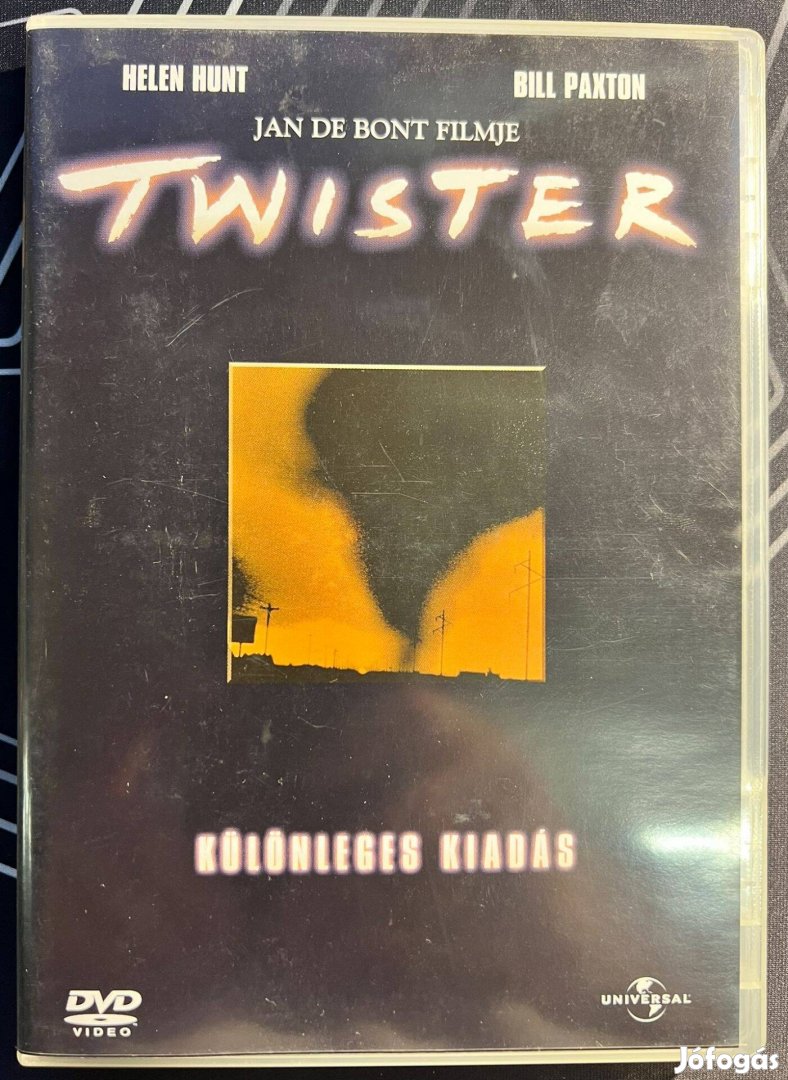 HELEN HUNT BILL PAXTON
JAN DE BONT FILMJE
TWISTER
KÜLÖNLEGES KIADÁS
DVD
VIDEO
UNIVERSAL
Jófogás